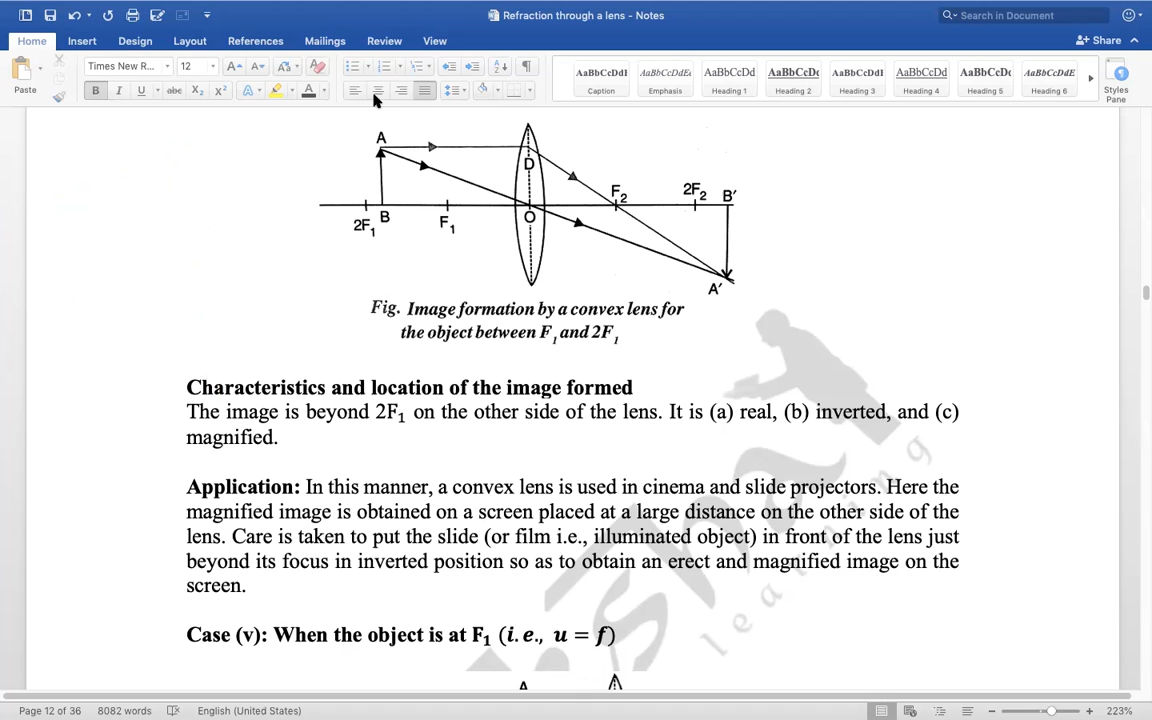 Refraction through a lens - Notes
Search in Document
Home Insert Design Layout References Mailings Review View
Share
Paste
Times New R... 12
B I U abc X₂ X²
AaBbCcDdI AaBbCcDdEe AaBbCcDd AaBbCcDc AaBbCcDdI AaBbCcDd AaBbCcDc AaBbCcDdE
Caption Emphasis Heading 1 Heading 2 Heading 3 Heading 4 Heading 5 Heading 6
Styles
Pane
A
D
F₂ 2F₂ B′
2F₁ B F₁ O
A′
Fig. Image formation by a convex lens for
the object between F₁ and 2F₁
Characteristics and location of the image formed
The image is beyond 2F₁ on the other side of the lens. It is (a) real, (b) inverted, and (c)
magnified.
Application: In this manner, a convex lens is used in cinema and slide projectors. Here the
magnified image is obtained on a screen placed at a large distance on the other side of the
lens. Care is taken to put the slide (or film i.e., illuminated object) in front of the lens just
beyond its focus in inverted position so as to obtain an erect and magnified image on the
screen.
Case (v): When the object is at F₁ (i.e., u = f)
A
learning
Page 12 of 36 8082 words English (United States) 223%